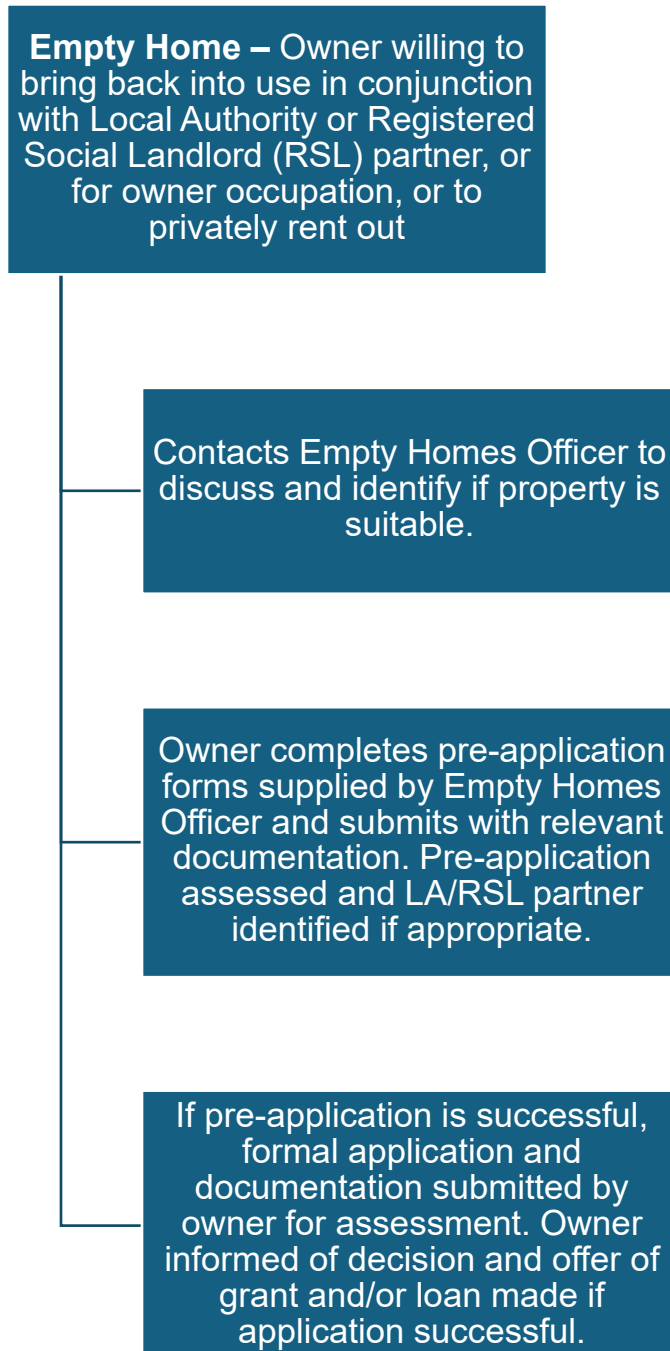 Empty Home – Owner willing to
bring back into use in conjunction
with Local Authority or Registered
Social Landlord (RSL) partner, or
for owner occupation, or to
privately rent out
Contacts Empty Homes Officer to
discuss and identify if property is
suitable.
Owner completes pre-application
forms supplied by Empty Homes
Officer and submits with relevant
documentation. Pre-application
assessed and LA/RSL partner
identified if appropriate.
If pre-application is successful,
formal application and
documentation submitted by
owner for assessment. Owner
informed of decision and offer of
grant and/or loan made if
application successful.